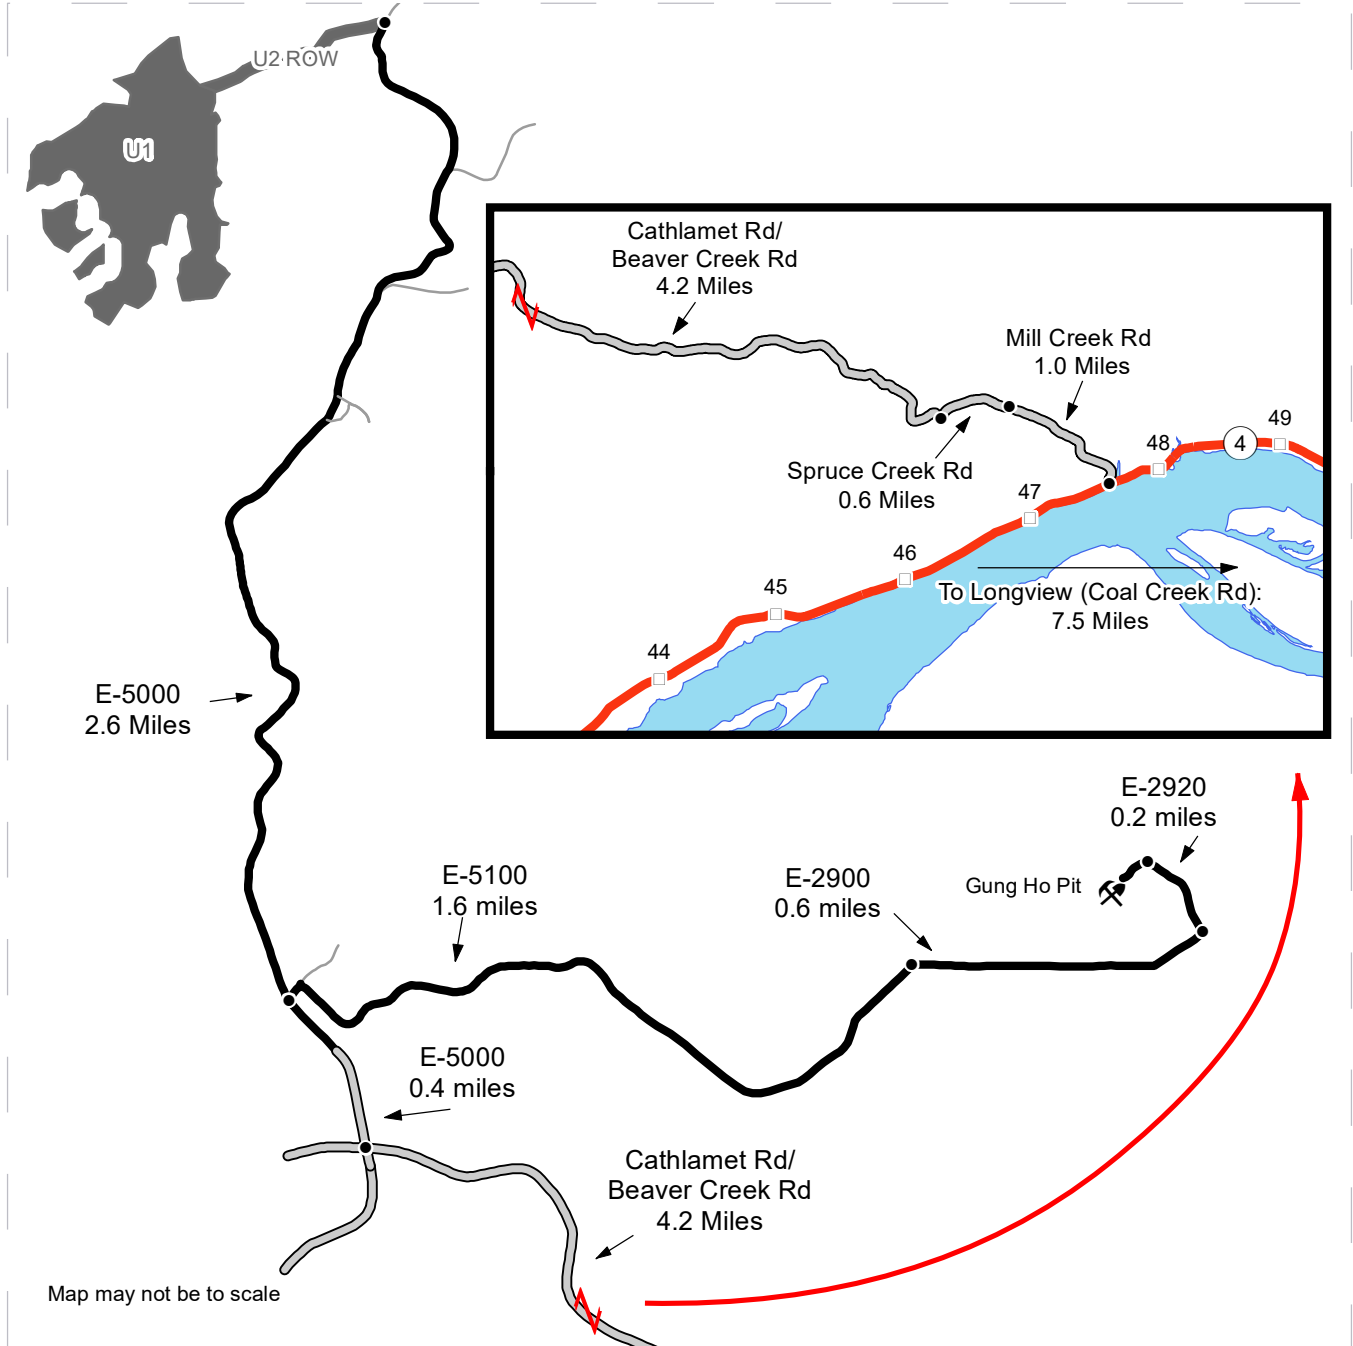 U2 ROW
U1
Cathlamet Rd/
Beaver Creek Rd
4.2 Miles
Mill Creek Rd
1.0 Miles
Spruce Creek Rd
0.6 Miles
49
4
48
47
46
45
44
To Longview (Coal Creek Rd):
7.5 Miles
E-5000
2.6 Miles
E-2920
0.2 miles
E-5100
1.6 miles
E-2900
0.6 miles
Gung Ho Pit
E-5000
0.4 miles
Cathlamet Rd/
Beaver Creek Rd
4.2 Miles
Map may not be to scale